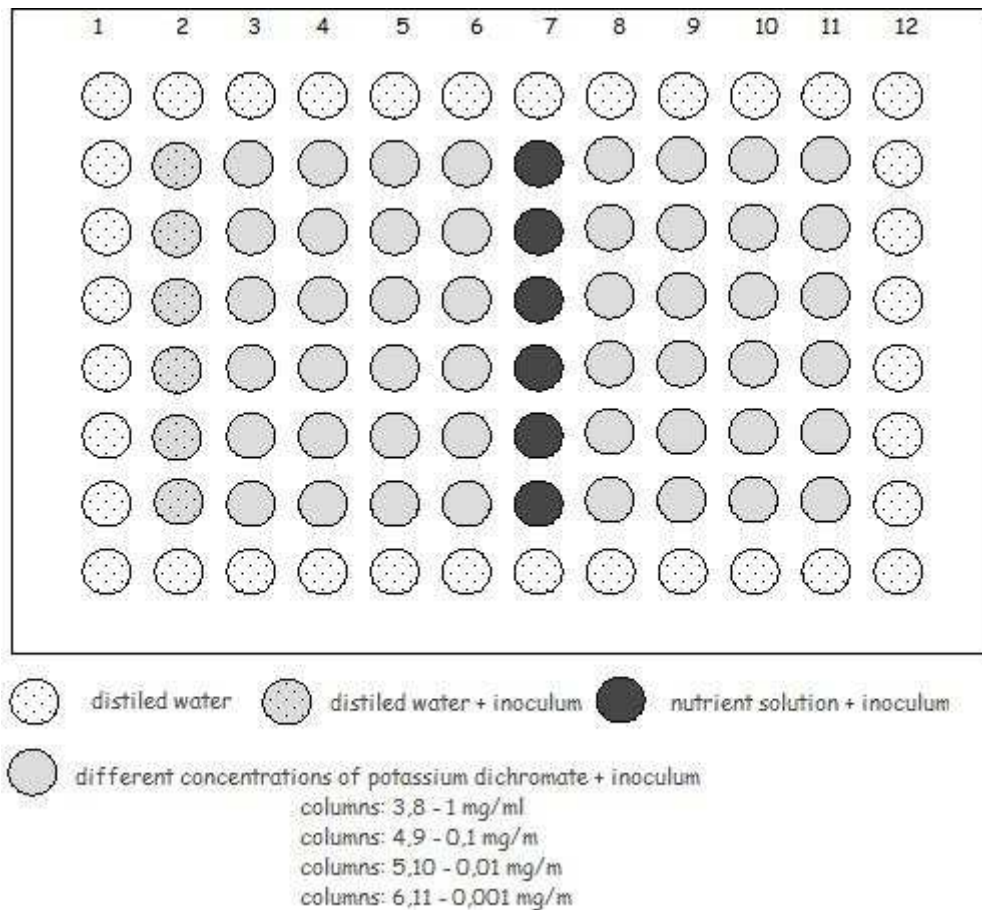 1 2 3 4 5 6 7 8 9 10 11 12
distiled water distiled water + inoculum nutrient solution + inoculum
different concentrations of potassium dichromate + inoculum
columns: 3,8 - 1 mg/ml
columns: 4,9 - 0,1 mg/m
columns: 5,10 - 0,01 mg/m
columns: 6,11 - 0,001 mg/m